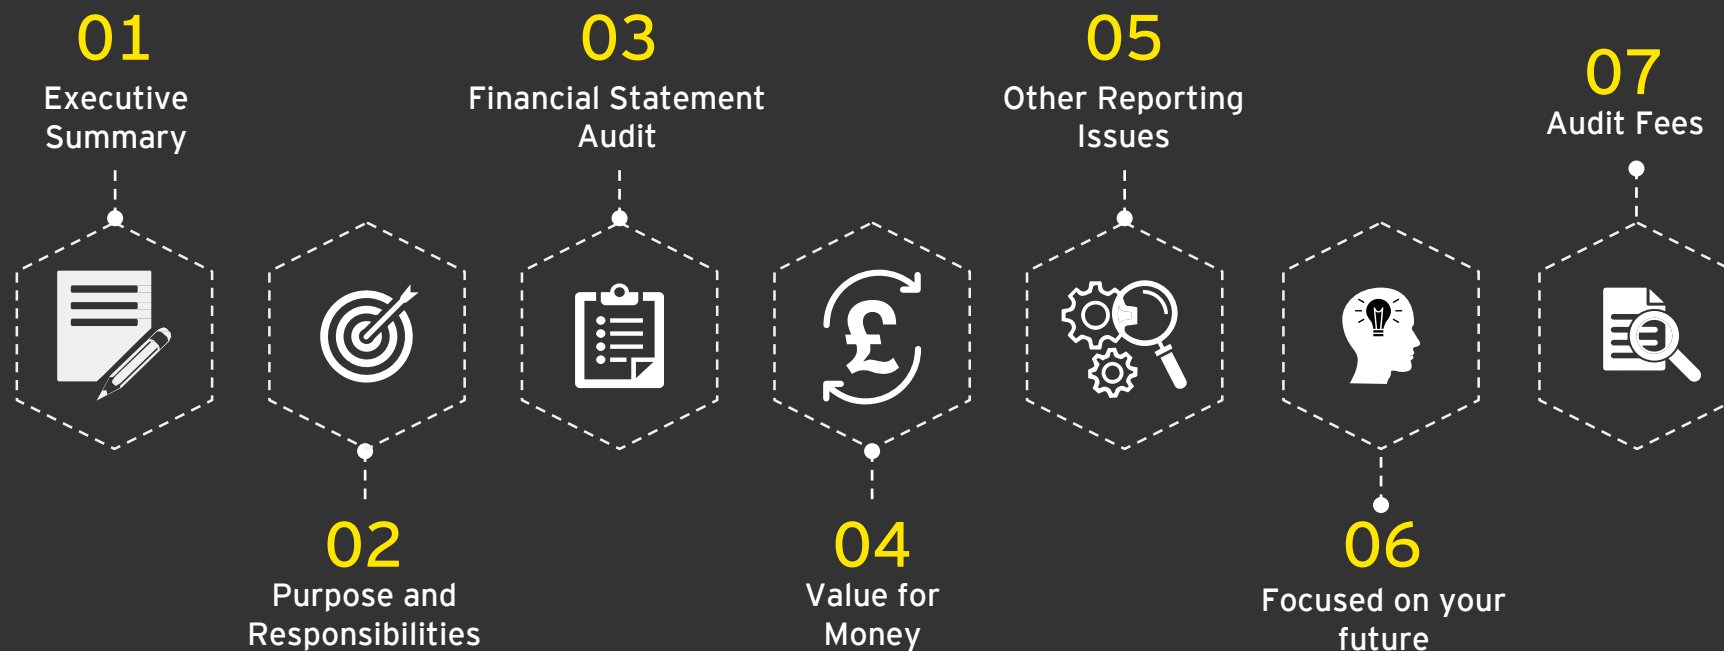 01
Executive
Summary
02
Purpose and
Responsibilities
03
Financial Statement
Audit
04
Value for
Money
05
Other Reporting
Issues
06
Focused on your
future
07
Audit Fees